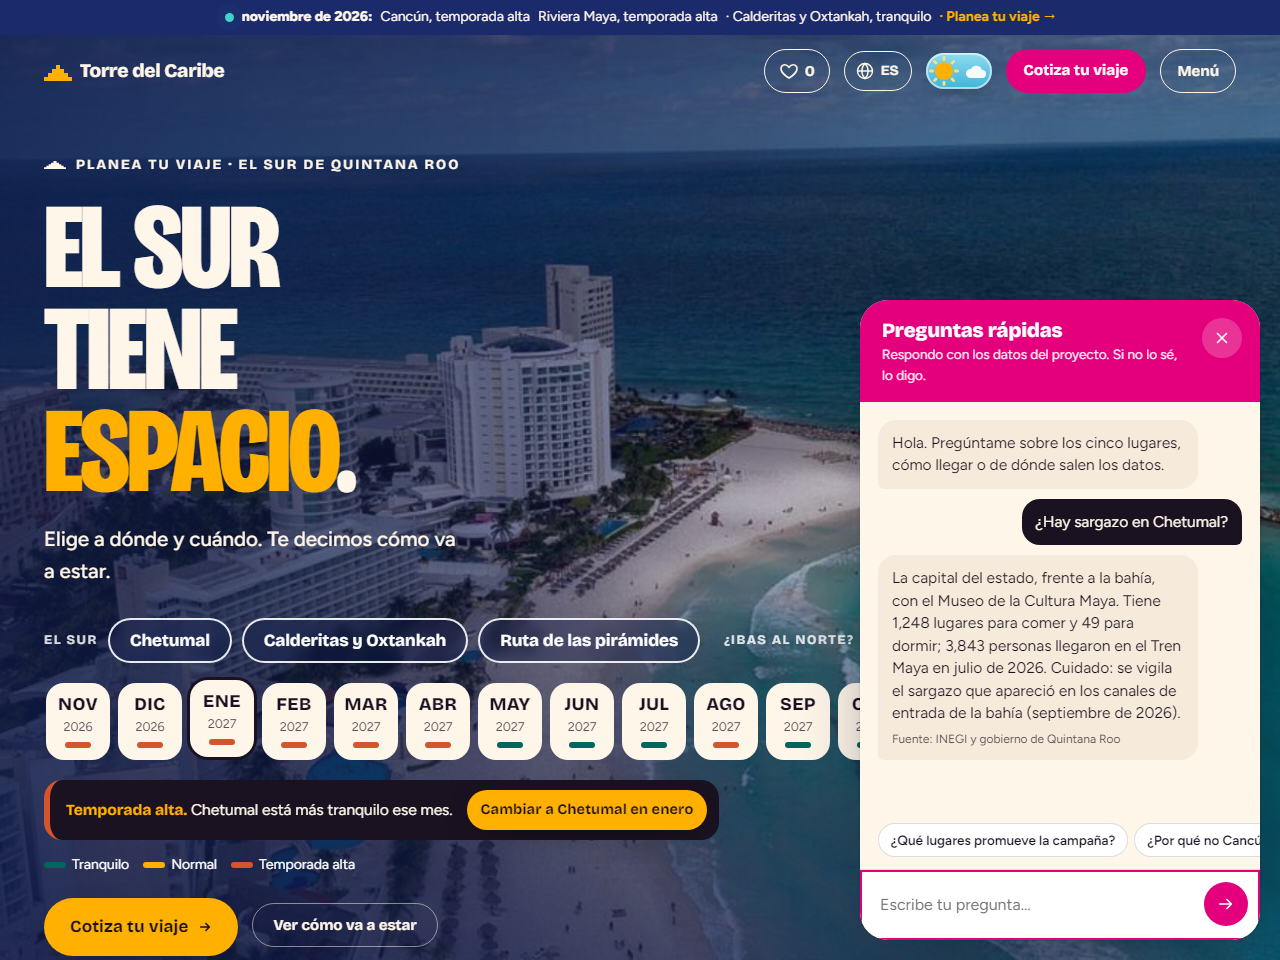 noviembre de 2026: Cancún, temporada alta Riviera Maya, temporada alta · Calderitas y Oxtankah, tranquilo · Planea tu viaje →
Torre del Caribe
0
ES
Cotiza tu viaje
Menú
PLANEA TU VIAJE · EL SUR DE QUINTANA ROO
EL SUR
TIENE
ESPACIO.
Elige a dónde y cuándo. Te decimos cómo va
a estar.
EL SUR
Chetumal
Calderitas y Oxtankah
Ruta de las pirámides
¿IBAS AL NORTE?
NOV DIC ENE FEB MAR ABR MAY JUN JUL AGO SEP
2026 2026 2027 2027 2027 2027 2027 2027 2027 2027 2027
Temporada alta. Chetumal está más tranquilo ese mes. Cambiar a Chetumal en enero
Tranquilo Normal Temporada alta
Cotiza tu viaje →
Ver cómo va a estar
Preguntas rápidas
Respondo con los datos del proyecto. Si no lo sé,
lo digo.
Hola. Pregúntame sobre los cinco lugares,
cómo llegar o de dónde salen los datos.
¿Hay sargazo en Chetumal?
La capital del estado, frente a la bahía,
con el Museo de la Cultura Maya. Tiene
1,248 lugares para comer y 49 para
dormir; 3,843 personas llegaron en el Tren
Maya en julio de 2026. Cuidado: se vigila
el sargazo que apareció en los canales de
entrada de la bahía (septiembre de 2026).
Fuente: INEGI y gobierno de Quintana Roo
¿Qué lugares promueve la campaña?
¿Por qué no Cancú
Escribe tu pregunta...